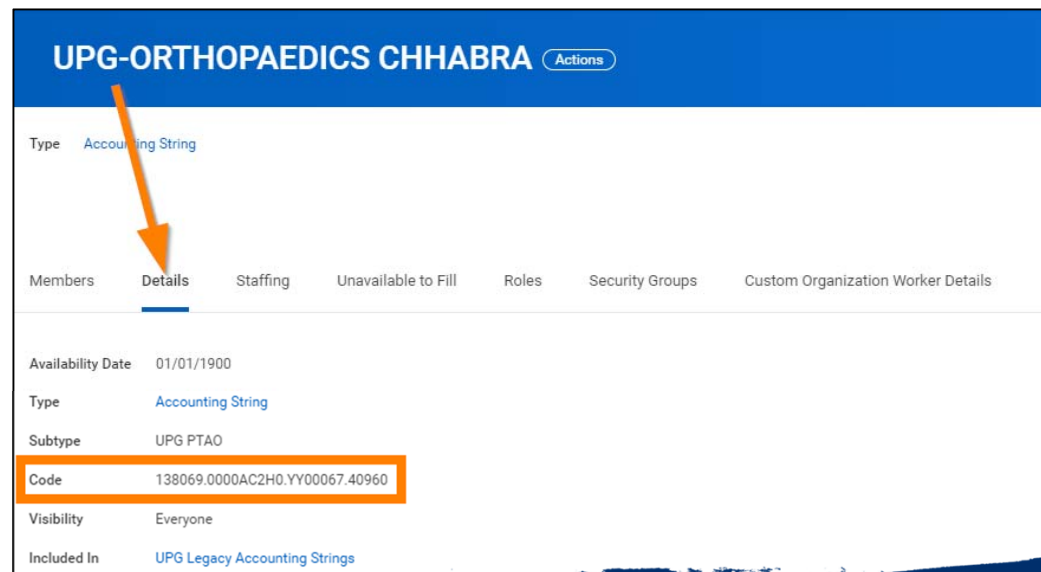 UPG-ORTHOPAEDICS CHHABRA Actions
Type Accounting String
Members Details Staffing Unavailable to Fill Roles Security Groups Custom Organization Worker Details
Availability Date 01/01/1900
Type Accounting String
Subtype UPG PTAO
Code 138069.0000AC2H0.YY00067.40960
Visibility Everyone
Included In UPG Legacy Accounting Strings